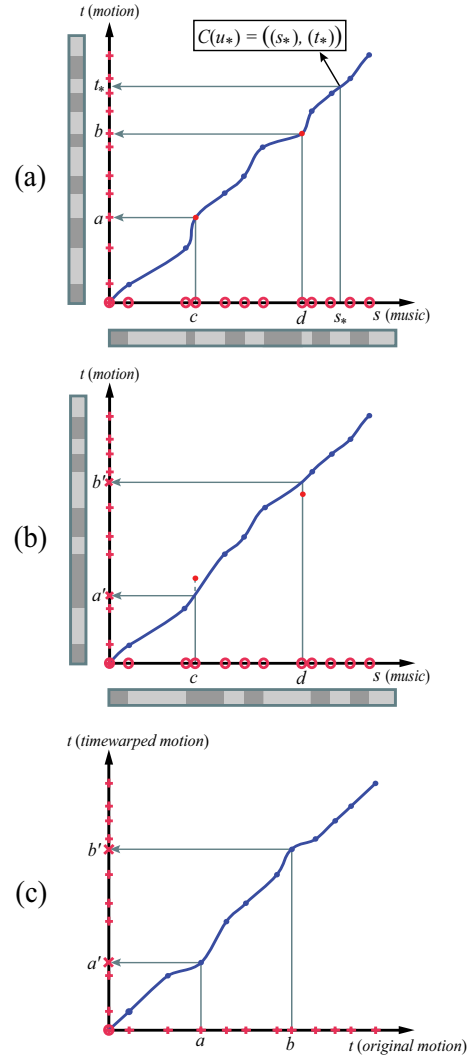 t (motion)
C(u*) = ((s*), (t*))
t*
b
(a)
a
c
d
s*
s (music)
t (motion)
b'
(b)
a'
c
d
s (music)
t (timewarped motion)
b'
(c)
a'
a
b
t (original motion)